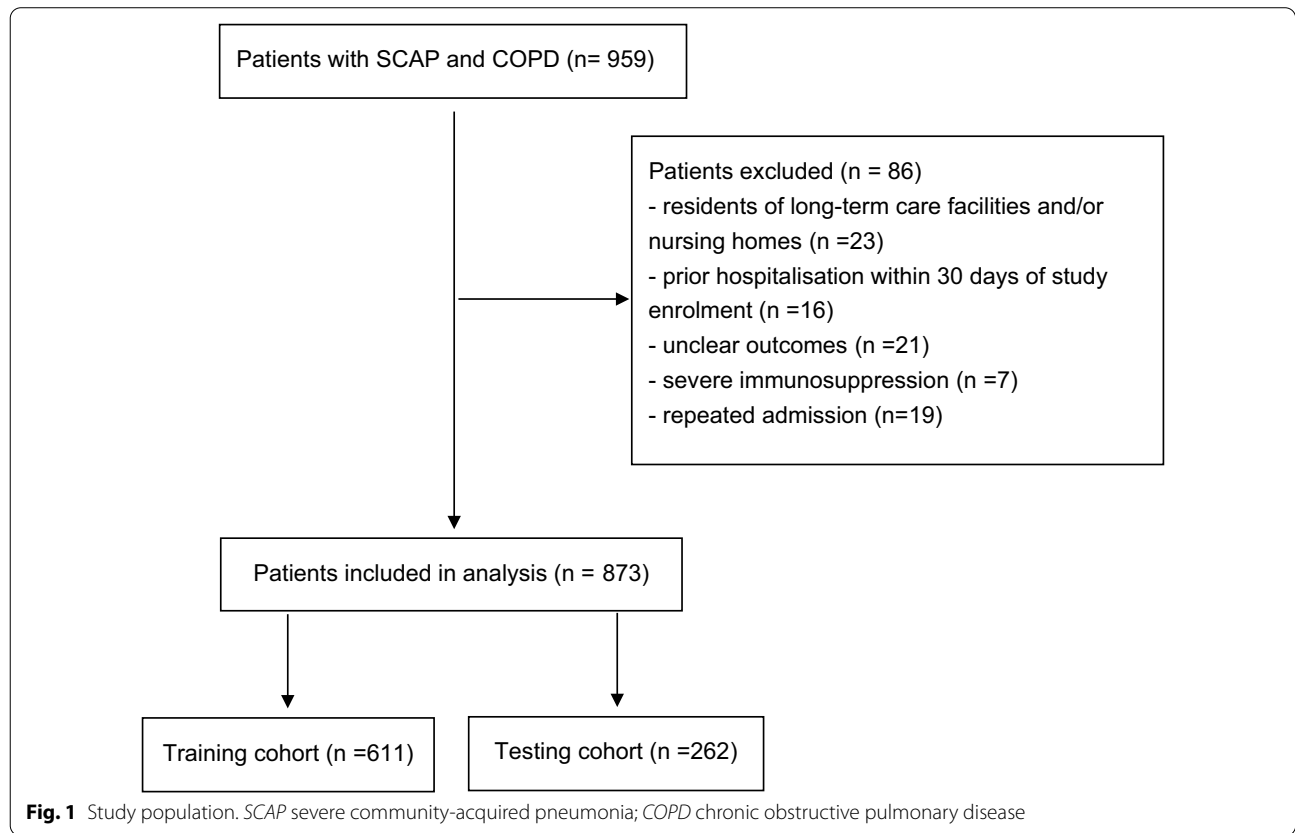 Patients with SCAP and COPD (n= 959)
Patients excluded (n = 86)
- residents of long-term care facilities and/or
nursing homes (n =23)
- prior hospitalisation within 30 days of study
enrolment (n =16)
- unclear outcomes (n =21)
- severe immunosuppression (n =7)
- repeated admission (n=19)
Patients included in analysis (n = 873)
Training cohort (n =611)
Testing cohort (n =262)
Fig. 1 Study population. SCAP severe community-acquired pneumonia; COPD chronic obstructive pulmonary disease